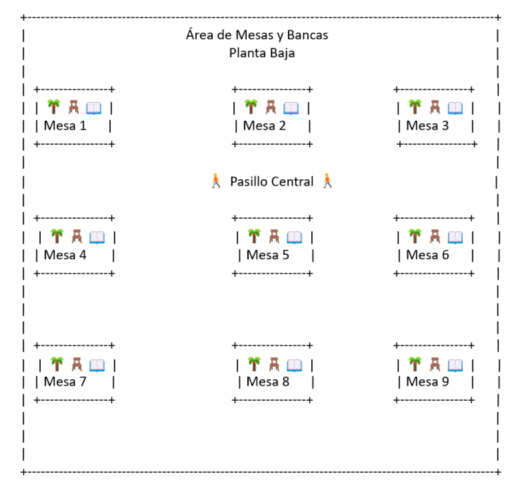 Área de Mesas y Bancas
Planta Baja
Mesa 1 Mesa 2 Mesa 3
Pasillo Central
Mesa 4 Mesa 5 Mesa 6
Mesa 7 Mesa 8 Mesa 9